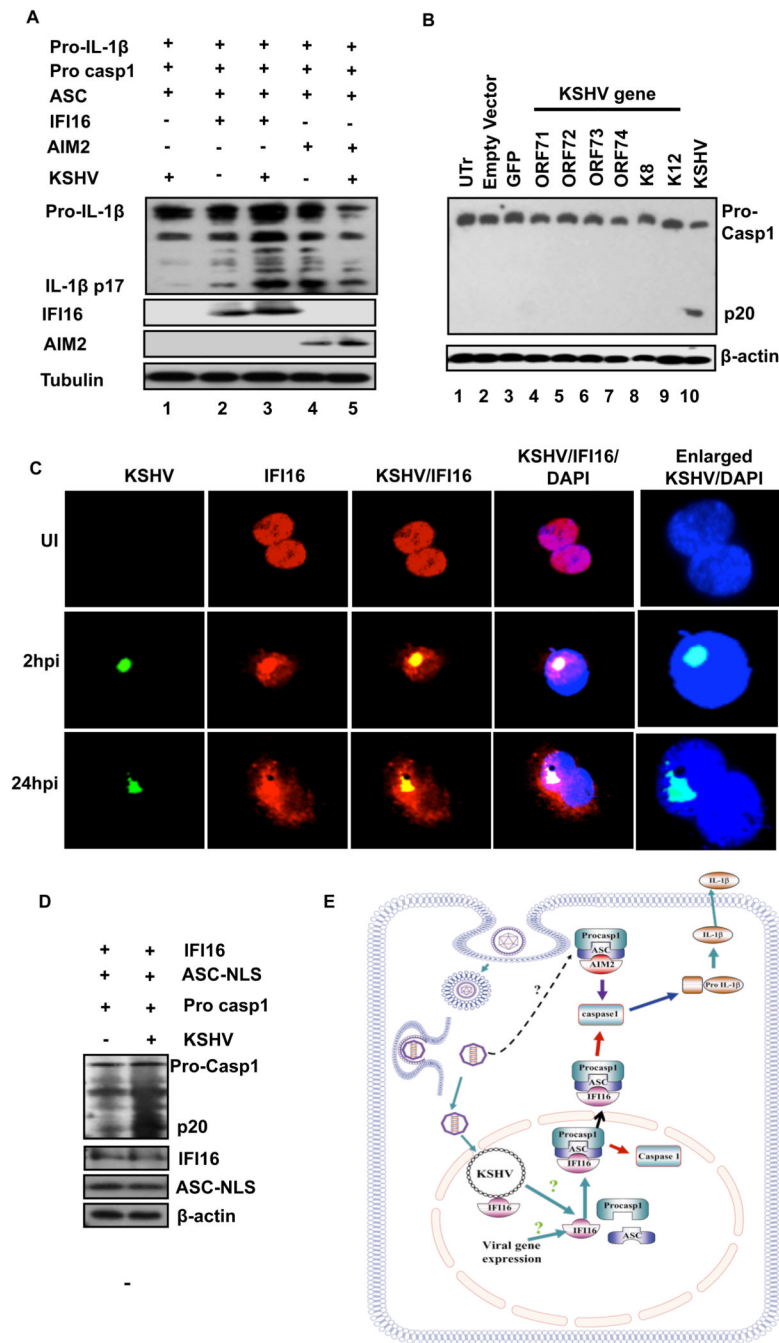 A
Pro-IL-1β + + + + +
Pro casp1 + + + + +
ASC + + + + +
IFI16 - + + - -
AIM2 - - - + +
KSHV + - + - +
Pro-IL-1β
IL-1β p17
IFI16
AIM2
Tubulin
1 2 3 4 5
B
KSHV gene
UTr
Empty Vector
GFP
ORF71
ORF72
ORF73
ORF74
K8
K12
KSHV
Pro-
Casp1
p20
β-actin
1 2 3 4 5 6 7 8 9 10
C
KSHV
IFI16
KSHV/IFI16
KSHV/IFI16/
DAPI
Enlarged
KSHV/DAPI
UI
2hpi
24hpi
D
+ + IFI16
+ + ASC-NLS
+ + Pro casp1
- + KSHV
Pro-Casp1
p20
IFI16
ASC-NLS
β-actin
-
E
IL-1β
IL-1β
Pro IL-1β
Procasp1
ASC
AIM2
?
caspase1
Procasp1
ASC
IFI16
Procasp1
ASC
IFI16
Caspase 1
KSHV
IFI16
?
?
IFI16
Procasp1
ASC
Viral gene
expression